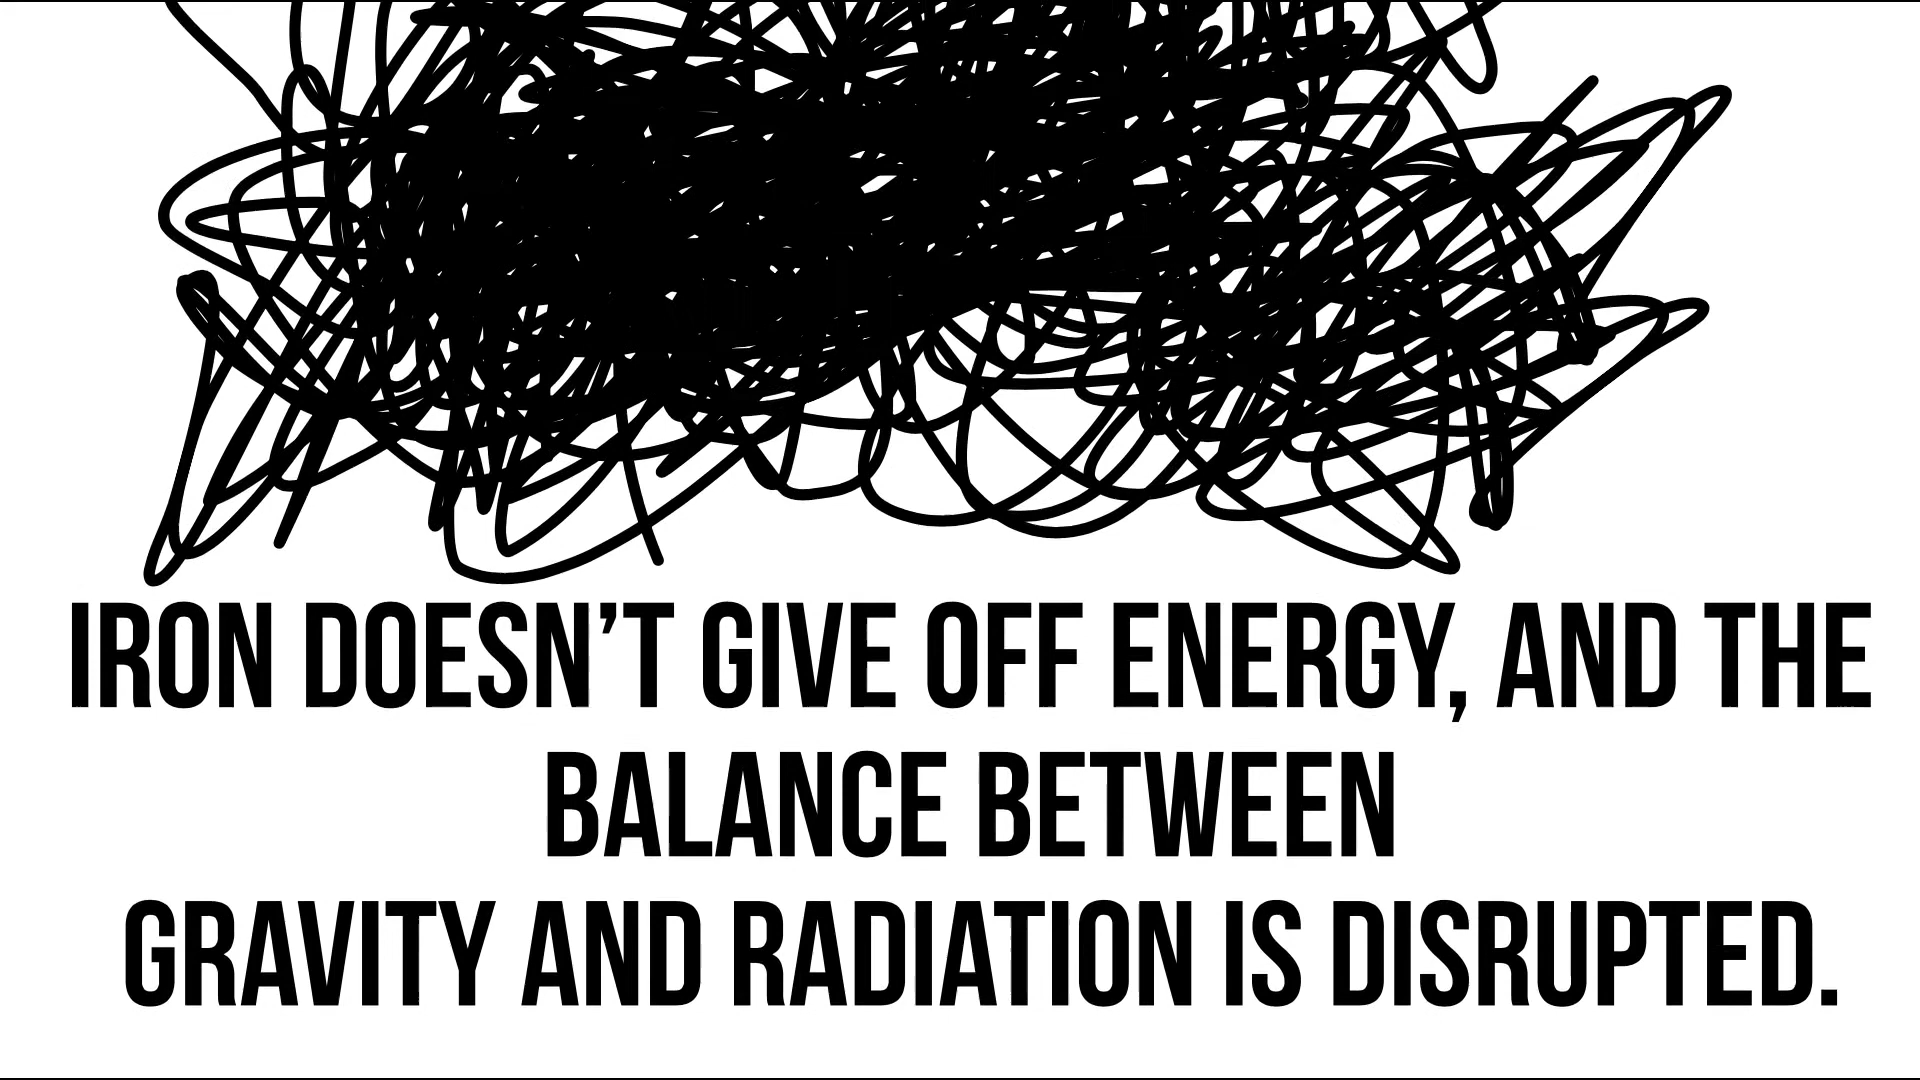 IRON DOESN’T GIVE OFF ENERGY, AND THE
BALANCE BETWEEN
GRAVITY AND RADIATION IS DISRUPTED.